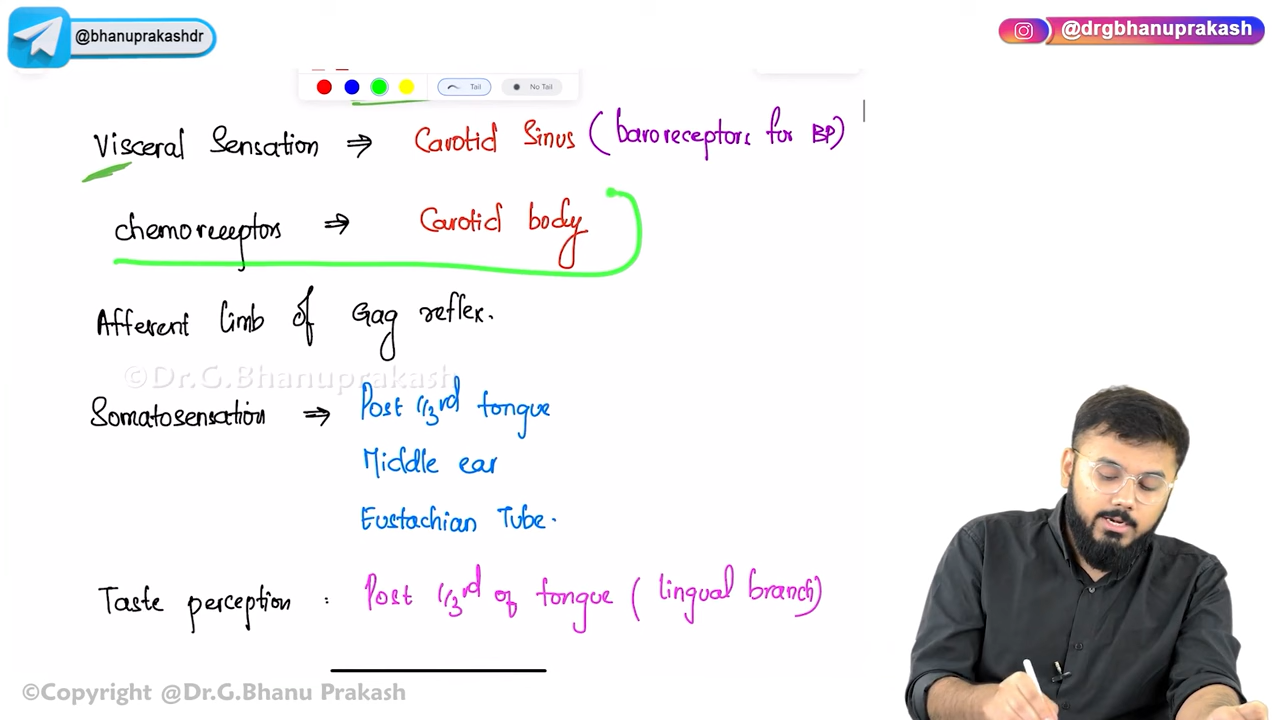 @bhanuprakashdr
@drgbhanuprakash
Tail
No Tail
Visceral Sensation ⇒ Carotid Sinus (baroreceptors for BP)
chemoreceptors ⇒ Carotid body
Afferent limb of Gag reflex.
©Dr.G.Bhanuprakash
Somatosensation ⇒ Post 1/3rd tongue
Middle ear
Eustachian Tube.
Taste perception : Post 1/3rd of tongue (lingual branch)
©Copyright @Dr.G.Bhanu Prakash